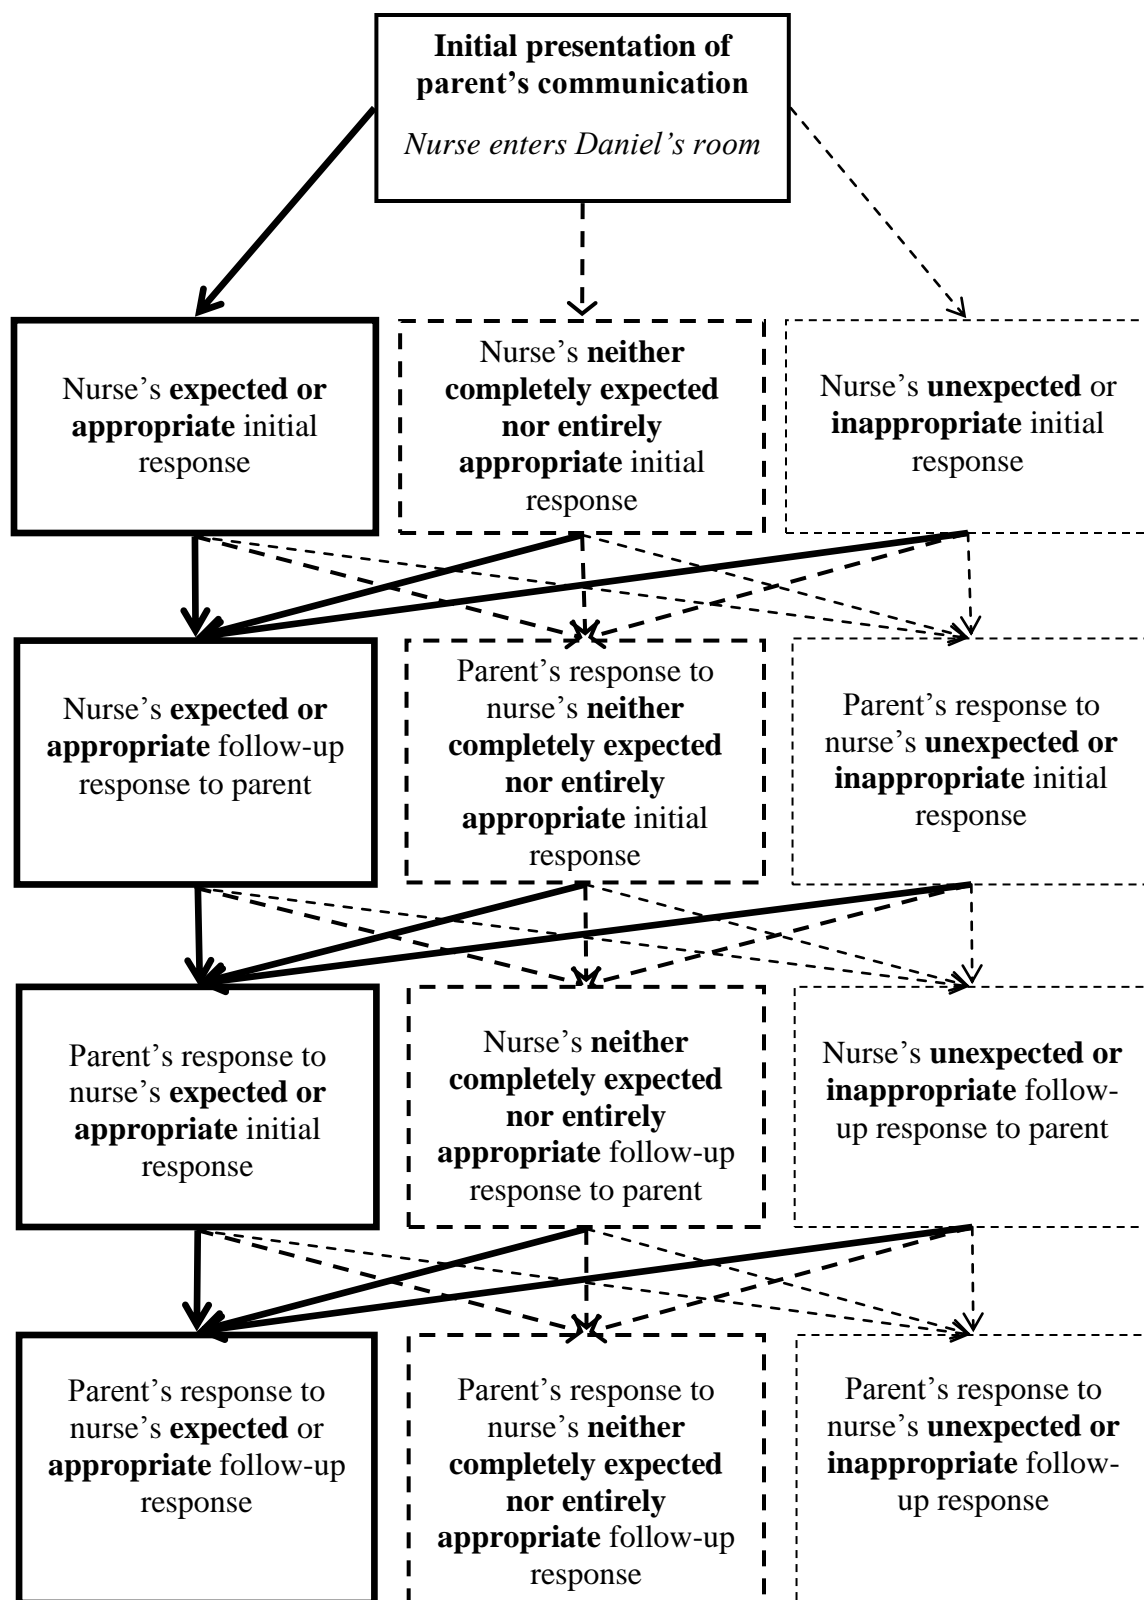 Initial presentation of
parent’s communication
Nurse enters Daniel’s room
Nurse’s expected or
appropriate initial
response
Nurse’s neither
completely expected
nor entirely
appropriate initial
response
Nurse’s unexpected or
inappropriate initial
response
Nurse’s expected or
appropriate follow-up
response to parent
Parent’s response to
nurse’s neither
completely expected
nor entirely
appropriate initial
response
Parent’s response to
nurse’s unexpected or
inappropriate initial
response
Parent’s response to
nurse’s expected or
appropriate initial
response
Nurse’s neither
completely expected
nor entirely
appropriate follow-up
response to parent
Nurse’s unexpected or
inappropriate follow-
up response to parent
Parent’s response to
nurse’s expected or
appropriate follow-up
response
Parent’s response to
nurse’s neither
completely expected
nor entirely
appropriate follow-up
response
Parent’s response to
nurse’s unexpected or
inappropriate follow-
up response